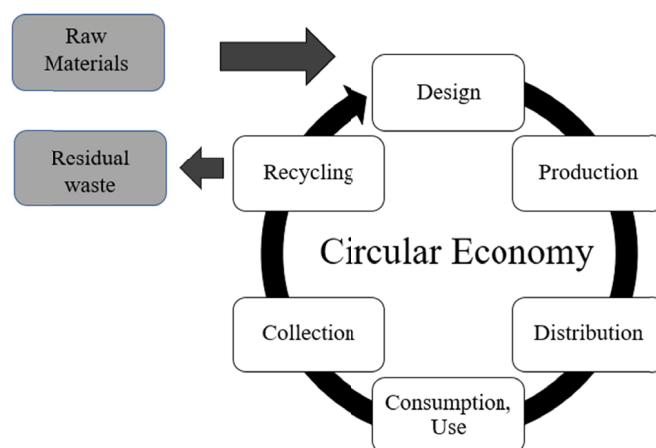 Raw
Materials
Design
Residual
waste
Recycling
Production
Circular Economy
Collection
Distribution
Consumption,
Use